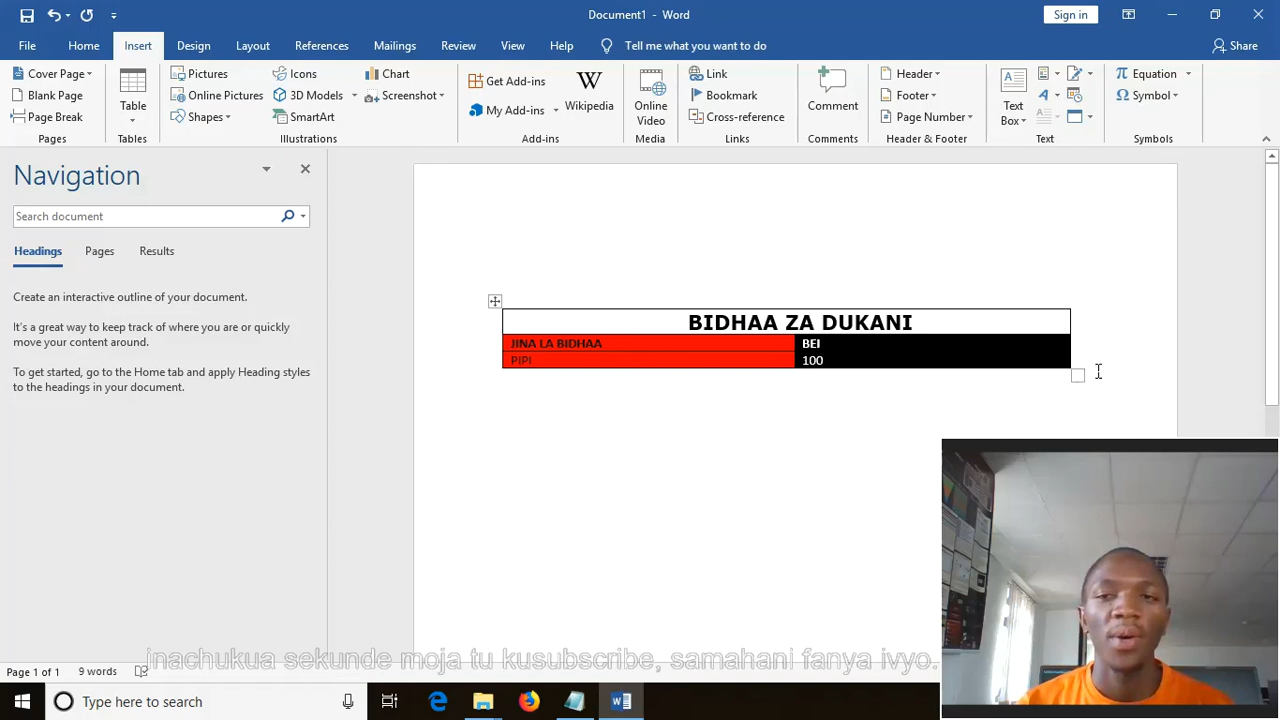 Document1 - Word
Sign in
File Home Insert Design Layout References Mailings Review View Help Tell me what you want to do Share
Cover Page
Blank Page
Page Break
Pages
Table
Tables
Pictures
Online Pictures
Shapes
Icons
3D Models
SmartArt
Chart
Screenshot
Illustrations
Get Add-ins
My Add-ins
Wikipedia
Add-ins
Online Video
Media
Link
Bookmark
Cross-reference
Links
Comment
Comments
Header
Footer
Page Number
Header & Footer
Text Box
Text
Equation
Symbol
Symbols
Navigation
Search document
Headings Pages Results
Create an interactive outline of your document.
It's a great way to keep track of where you are or quickly
move your content around.
To get started, go to the Home tab and apply Heading styles
to the headings in your document.
BIDHAA ZA DUKANI
JINA LA BIDHAA BEI
PIPI 100
inachukua sekunde moja tu kusubscribe, samahani fanya ivyo.
Page 1 of 1 9 words
Type here to search